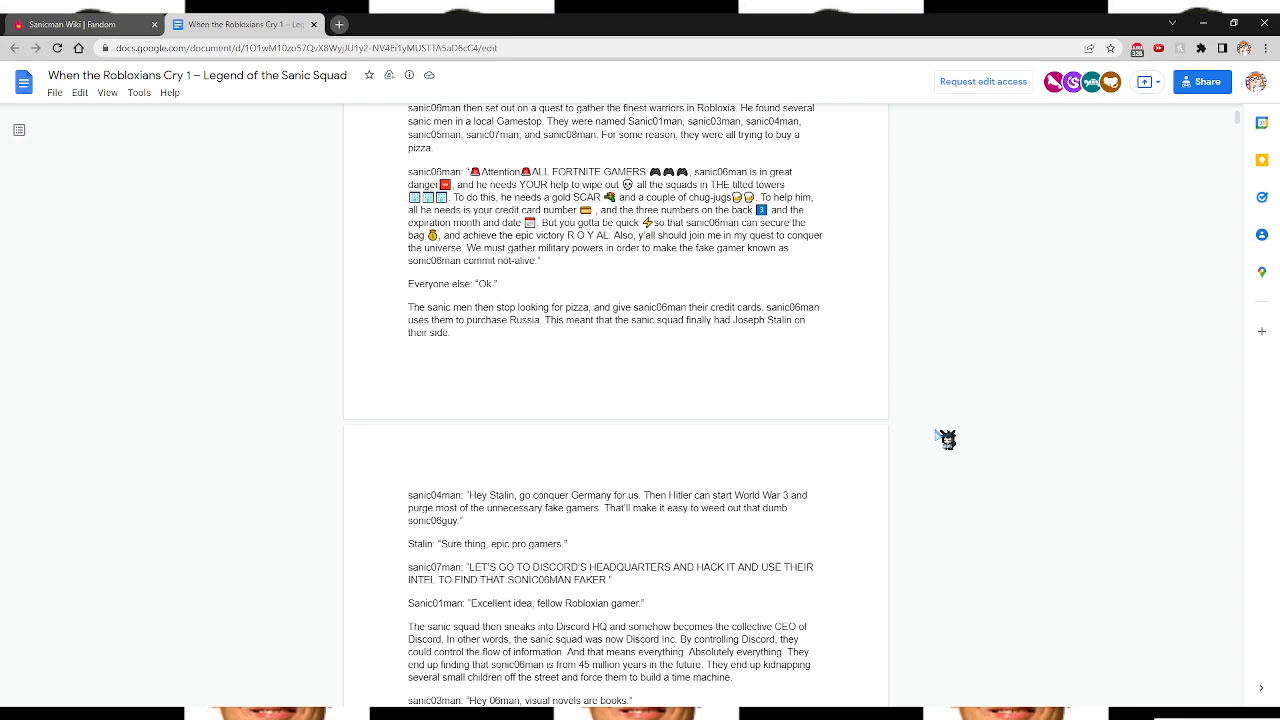 Sanicman Wiki | Fandom
When the Robloxians Cry 1 – Leg
docs.google.com/document/d/1O1wM10zo57QvX8WyjJU1y2-NV4Ei1yMUSTTA5aD6cC4/edit
When the Robloxians Cry 1 – Legend of the Sanic Squad
File Edit View Tools Help
Request edit access
Share
sanic06man then set out on a quest to gather the finest warriors in Robloxia. He found several
sanic men in a local Gamestop. They were named Sanic01man, sanic03man, sanic04man,
sanic05man, sanic07man, and sanic08man. For some reason, they were all trying to buy a
pizza.
sanic06man: “🚨Attention🚨ALL FORTNITE GAMERS 🎮🎮🎮, sanic06man is in great
danger, and he needs YOUR help to wipe out 💀 all the squads in THE tilted towers
🏢🏢🏢. To do this, he needs a gold SCAR 🔫 and a couple of chug-jugs🍺🍺. To help him,
all he needs is your credit card number 💳 , and the three numbers on the back 3️⃣ and the
expiration month and date 📅. But you gotta be quick ⚡so that sanic06man can secure the
bag 💰, and achieve the epic victory R O Y AL. Also, y’all should join me in my quest to conquer
the universe. We must gather military powers in order to make the fake gamer known as
sonic06man commit not-alive.”
Everyone else: “Ok.”
The sanic men then stop looking for pizza, and give sanic06man their credit cards. sanic06man
uses them to purchase Russia. This meant that the sanic squad finally had Joseph Stalin on
their side.
sanic04man: “Hey Stalin, go conquer Germany for us. Then Hitler can start World War 3 and
purge most of the unnecessary fake gamers. That’ll make it easy to weed out that dumb
sonic06guy.”
Stalin: “Sure thing, epic pro gamers.”
sanic07man: “LET’S GO TO DISCORD’S HEADQUARTERS AND HACK IT AND USE THEIR
INTEL TO FIND THAT SONIC06MAN FAKER.”
Sanic01man: “Excellent idea, fellow Robloxian gamer.”
The sanic squad then sneaks into Discord HQ and somehow becomes the collective CEO of
Discord. In other words, the sanic squad was now Discord Inc. By controlling Discord, they
could control the flow of information. And that means everything. Absolutely everything. They
end up finding that sonic06man is from 45 million years in the future. They end up kidnapping
several small children off the street and force them to build a time machine.
sanic03man: “Hey 06man, visual novels are books.”